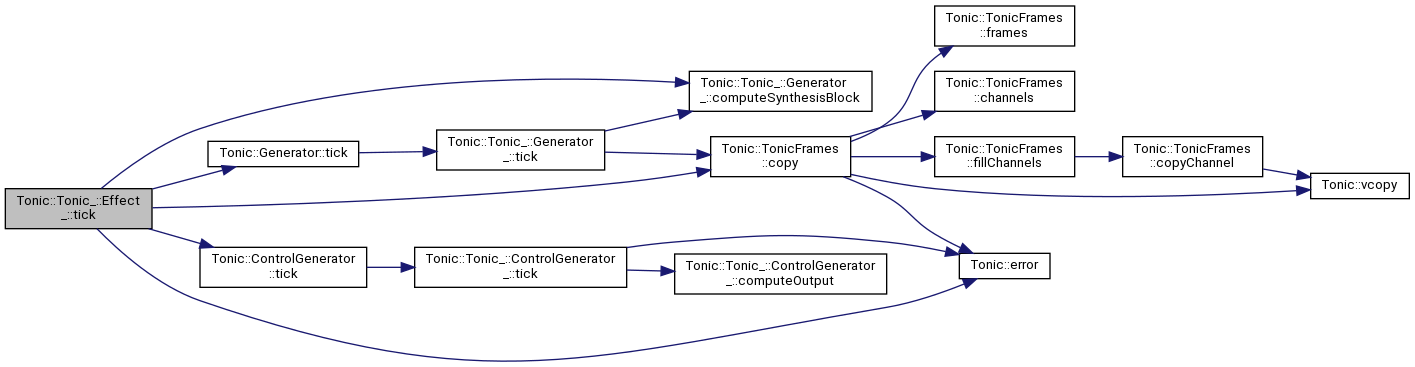 Tonic::Tonic_::Effect
_::tick
Tonic::Generator::tick
Tonic::ControlGenerator
::tick
Tonic::Tonic_::Generator
_::tick
Tonic::Tonic_::ControlGenerator
_::tick
Tonic::Tonic_::Generator
_::computeSynthesisBlock
Tonic::TonicFrames
::copy
Tonic::Tonic_::ControlGenerator
_::computeOutput
Tonic::TonicFrames
::frames
Tonic::TonicFrames
::channels
Tonic::TonicFrames
::fillChannels
Tonic::error
Tonic::TonicFrames
::copyChannel
Tonic::vcopy